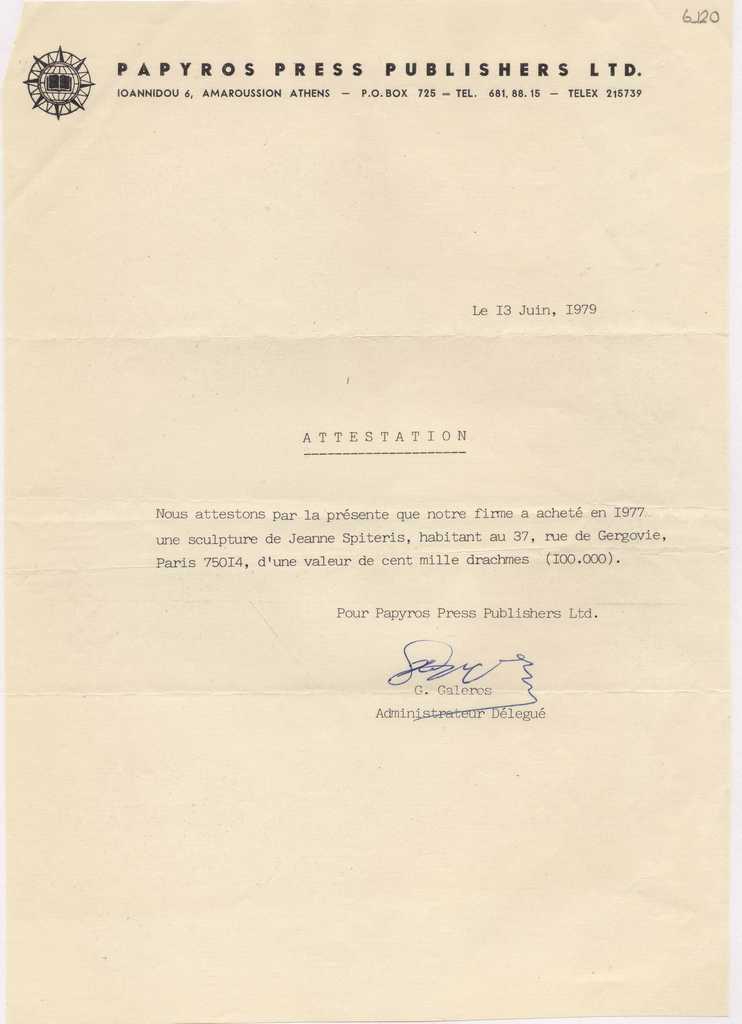 6120
PAPYROS PRESS PUBLISHERS LTD.
IOANNIDOU 6, AMAROUSSION ATHENS — P.O. BOX 725 — TEL. 681.88.15 — TELEX 215739
Le I3 Juin, I979
ATTESTATION
Nous attestons par la présente que notre firme a acheté en I977
une sculpture de Jeanne Spiteris, habitant au 37, rue de Gergovie,
Paris 750I4, d'une valeur de cent mille drachmes (I00.000).
Pour Papyros Press Publishers Ltd.
G. Galeros
Administrateur Délegué